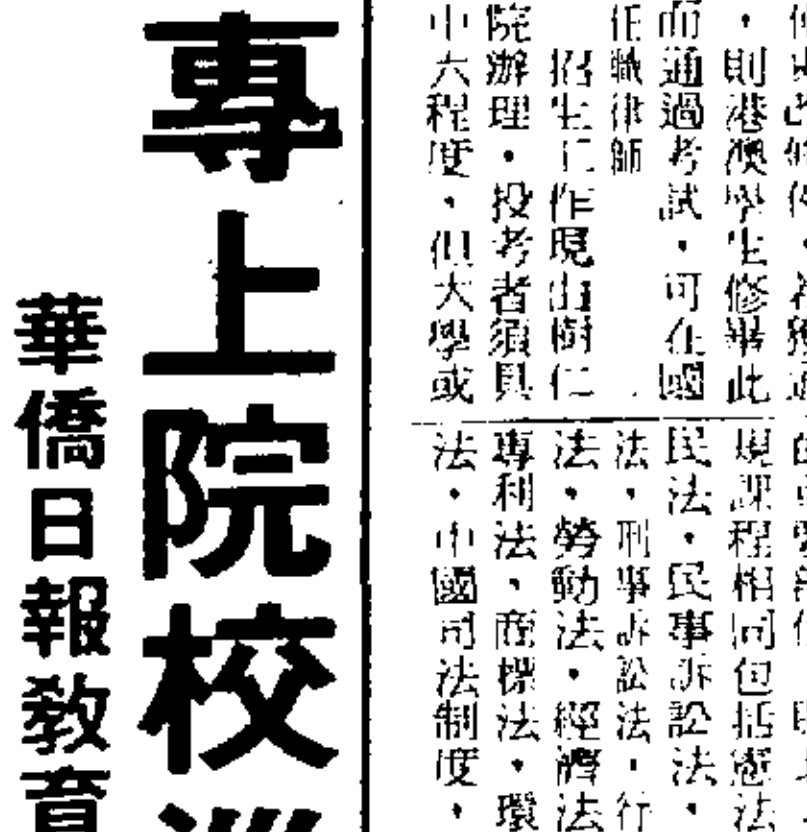 ・則港澳學生修畢此
而通過考試・可在國
任職律師
招生工作現由樹仁
院辦理・投考者須具
中六程度・但大學或
規課程相同包括憲法
民法・民事訴訟法・
法・刑事訴訟法・行
法・勞動法・經濟法
專利法・商標法・環
法・中國司法制度・
專上院校
華僑日報教育